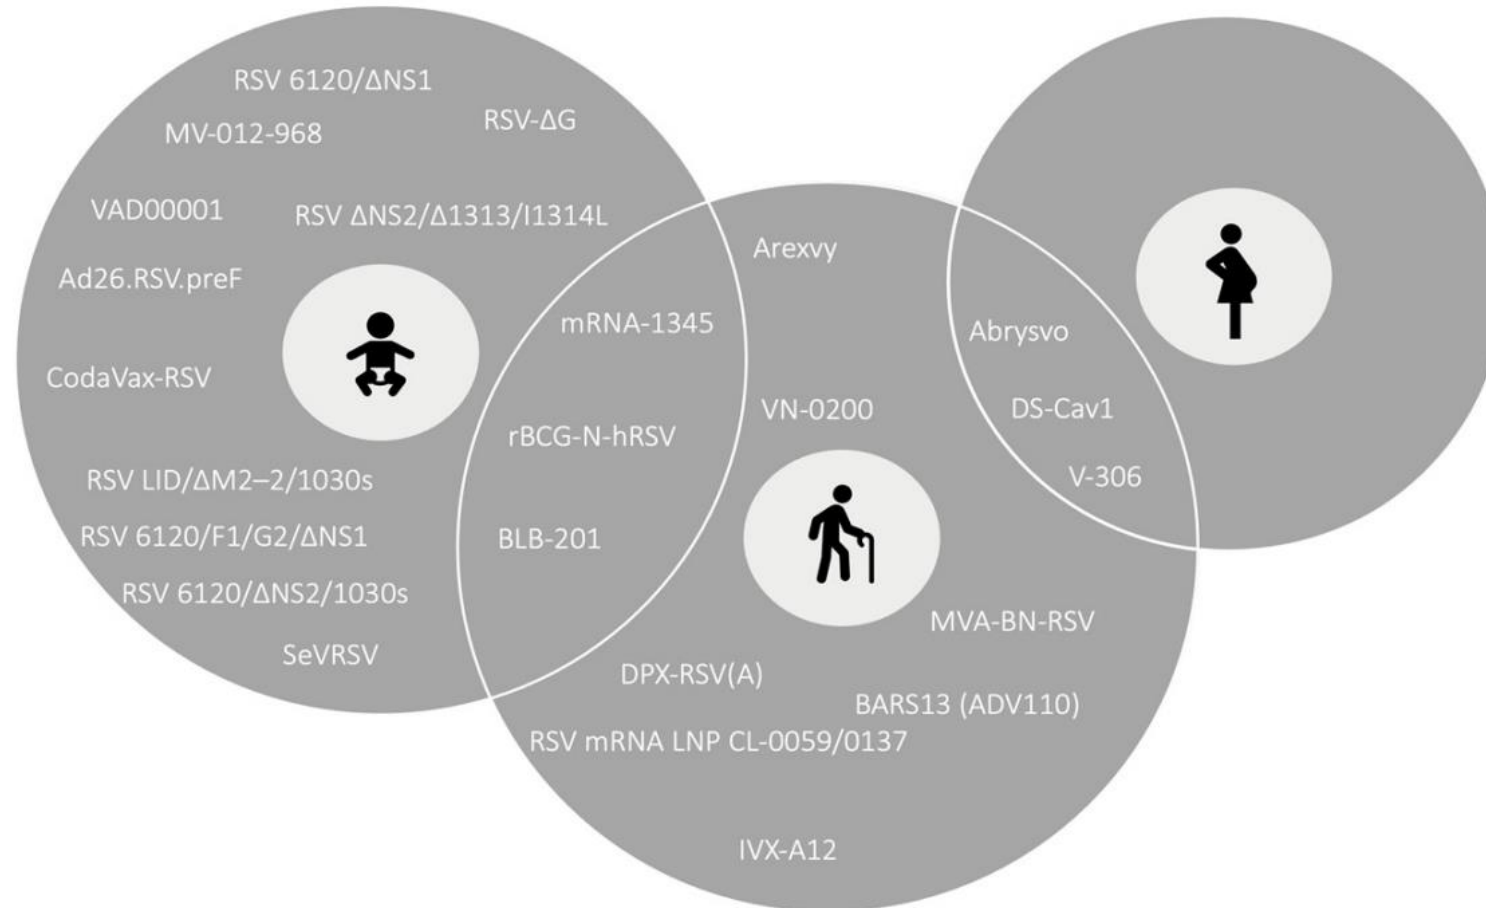 RSV 6120/ΔNS1
MV-012-968
RSV-ΔG
VAD00001
RSV ΔNS2/Δ1313/I1314L
Ad26.RSV.preF
CodaVax-RSV
RSV LID/ΔM2–2/1030s
RSV 6120/F1/G2/ΔNS1
RSV 6120/ΔNS2/1030s
SeVRSV
mRNA-1345
rBCG-N-hRSV
BLB-201
Arexvy
VN-0200
MVA-BN-RSV
DPX-RSV(A)
BARS13 (ADV110)
RSV mRNA LNP CL-0059/0137
IVX-A12
Abrysvo
DS-Cav1
V-306